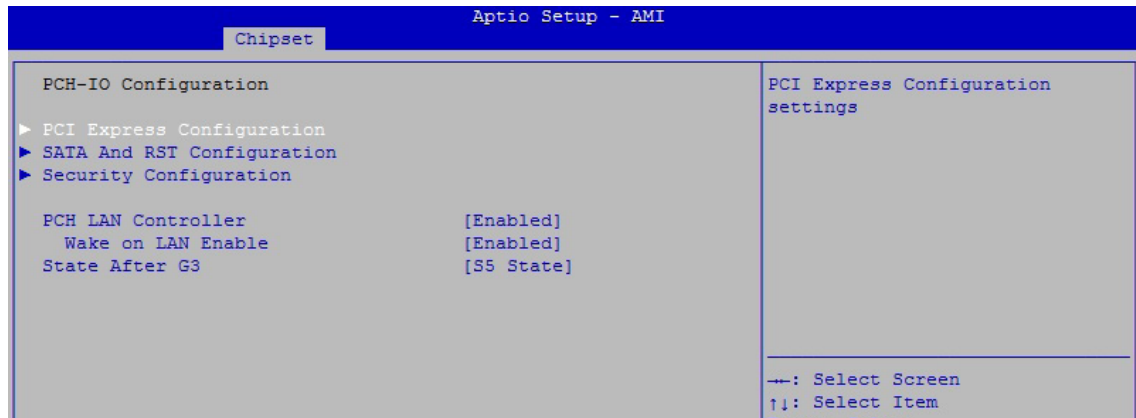 Aptio Setup - AMI
Chipset
PCH-IO Configuration
► PCI Express Configuration
► SATA And RST Configuration
► Security Configuration
PCH LAN Controller [Enabled]
Wake on LAN Enable [Enabled]
State After G3 [S5 State]
PCI Express Configuration
settings
→←: Select Screen
↑↓: Select Item